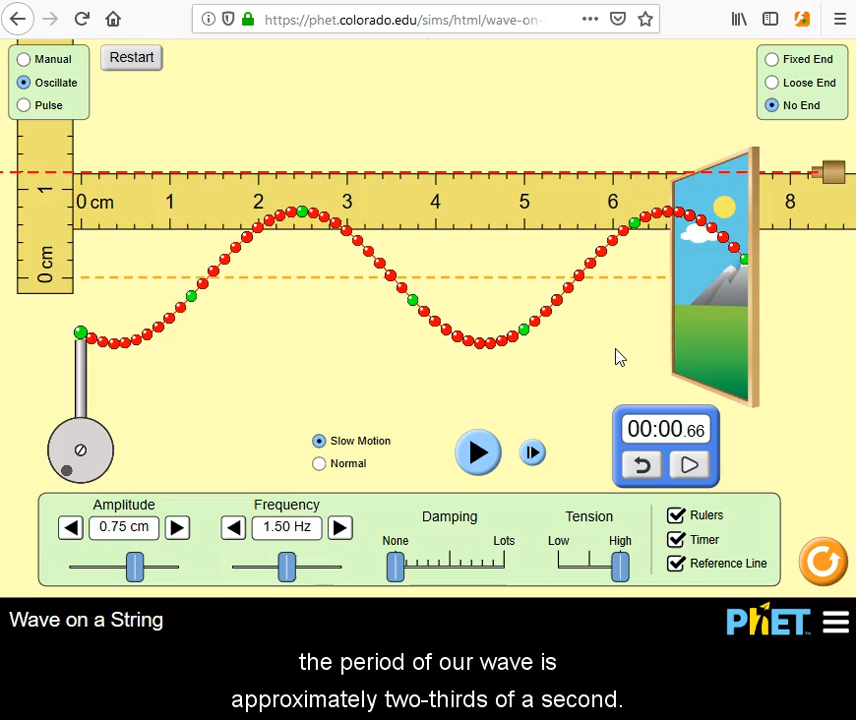 https://phet.colorado.edu/sims/html/wave-on-
Manual
Oscillate
Pulse
Restart
Fixed End
Loose End
No End
1
0 cm
0 cm 1 2 3 4 5 6 8
00:00.66
Slow Motion
Normal
Amplitude
0.75 cm
Frequency
1.50 Hz
Damping
None Lots
Tension
Low High
Rulers
Timer
Reference Line
Wave on a String
PhET
the period of our wave is
approximately two-thirds of a second.